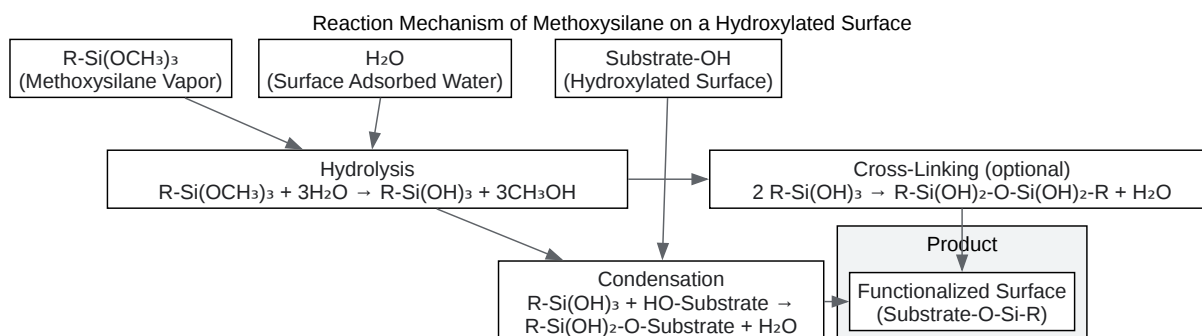 Reaction Mechanism of Methoxysilane on a Hydroxylated Surface
R-Si(OCH₃)₃
(Methoxysilane Vapor)
H₂O
(Surface Adsorbed Water)
Substrate-OH
(Hydroxylated Surface)
Hydrolysis
R-Si(OCH₃)₃ + 3H₂O → R-Si(OH)₃ + 3CH₃OH
Cross-Linking (optional)
2 R-Si(OH)₃ → R-Si(OH)₂-O-Si(OH)₂-R + H₂O
Product
Condensation
R-Si(OH)₃ + HO-Substrate →
R-Si(OH)₂-O-Substrate + H₂O
Functionalized Surface
(Substrate-O-Si-R)